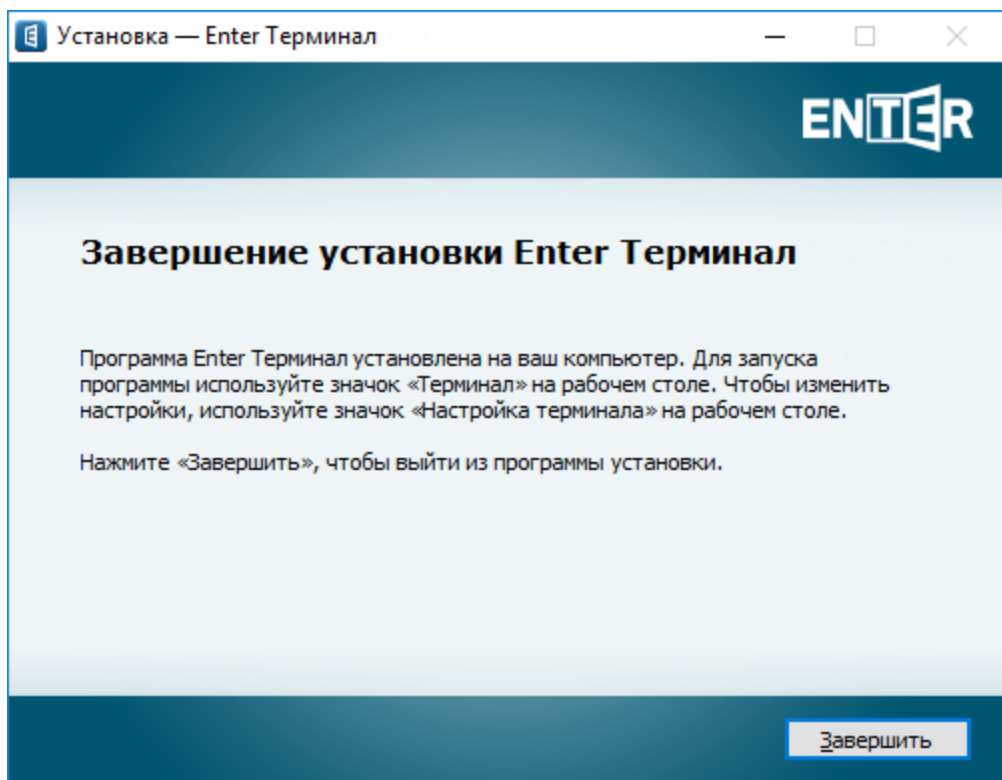 Установка — Enter Терминал
ENTER
Завершение установки Enter Терминал
Программа Enter Терминал установлена на ваш компьютер. Для запуска
программы используйте значок «Терминал» на рабочем столе. Чтобы изменить
настройки, используйте значок «Настройка терминала» на рабочем столе.
Нажмите «Завершить», чтобы выйти из программы установки.
Завершить